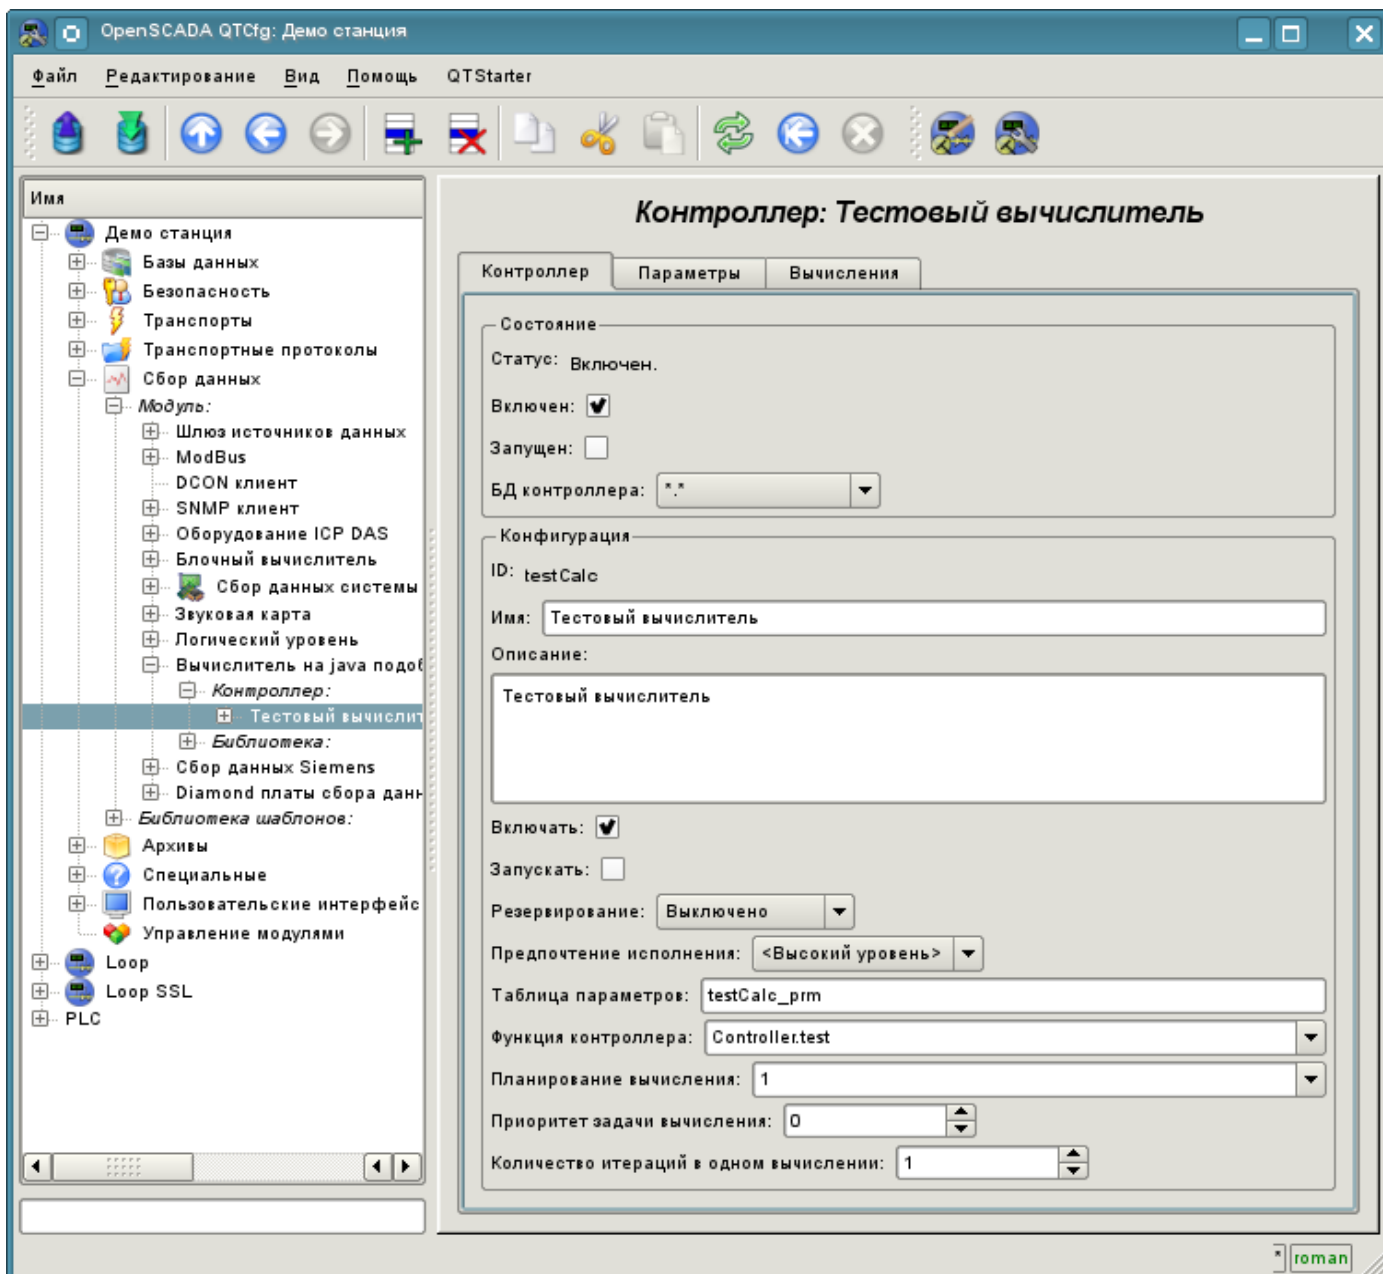 OpenSCADA QTCfg: Демо станция
Файл Редактирование Вид Помощь QTStarter
Имя
Демо станция
Базы данных
Безопасность
Транспорты
Транспортные протоколы
Сбор данных
Модуль:
Шлюз источников данных
ModBus
DCON клиент
SNMP клиент
Оборудование ICP DAS
Блочный вычислитель
Сбор данных системы
Звуковая карта
Логический уровень
Вычислитель на java подоб
Контроллер:
Тестовый вычислит
Библиотека:
Сбор данных Siemens
Diamond платы сбора данн
Библиотека шаблонов:
Архивы
Специальные
Пользовательские интерфейс
Управление модулями
Loop
Loop SSL
PLC
Контроллер: Тестовый вычислитель
Контроллер Параметры Вычисления
Состояние
Статус: Включен.
Включен:
Запущен:
БД контроллера: *.*
Конфигурация
ID: testCalc
Имя: Тестовый вычислитель
Описание:
Тестовый вычислитель
Включать:
Запускать:
Резервирование: Выключено
Предпочтение исполнения: <Высокий уровень>
Таблица параметров: testCalc_prm
Функция контроллера: Controller.test
Планирование вычисления: 1
Приоритет задачи вычисления: 0
Количество итераций в одном вычислении: 1
* roman